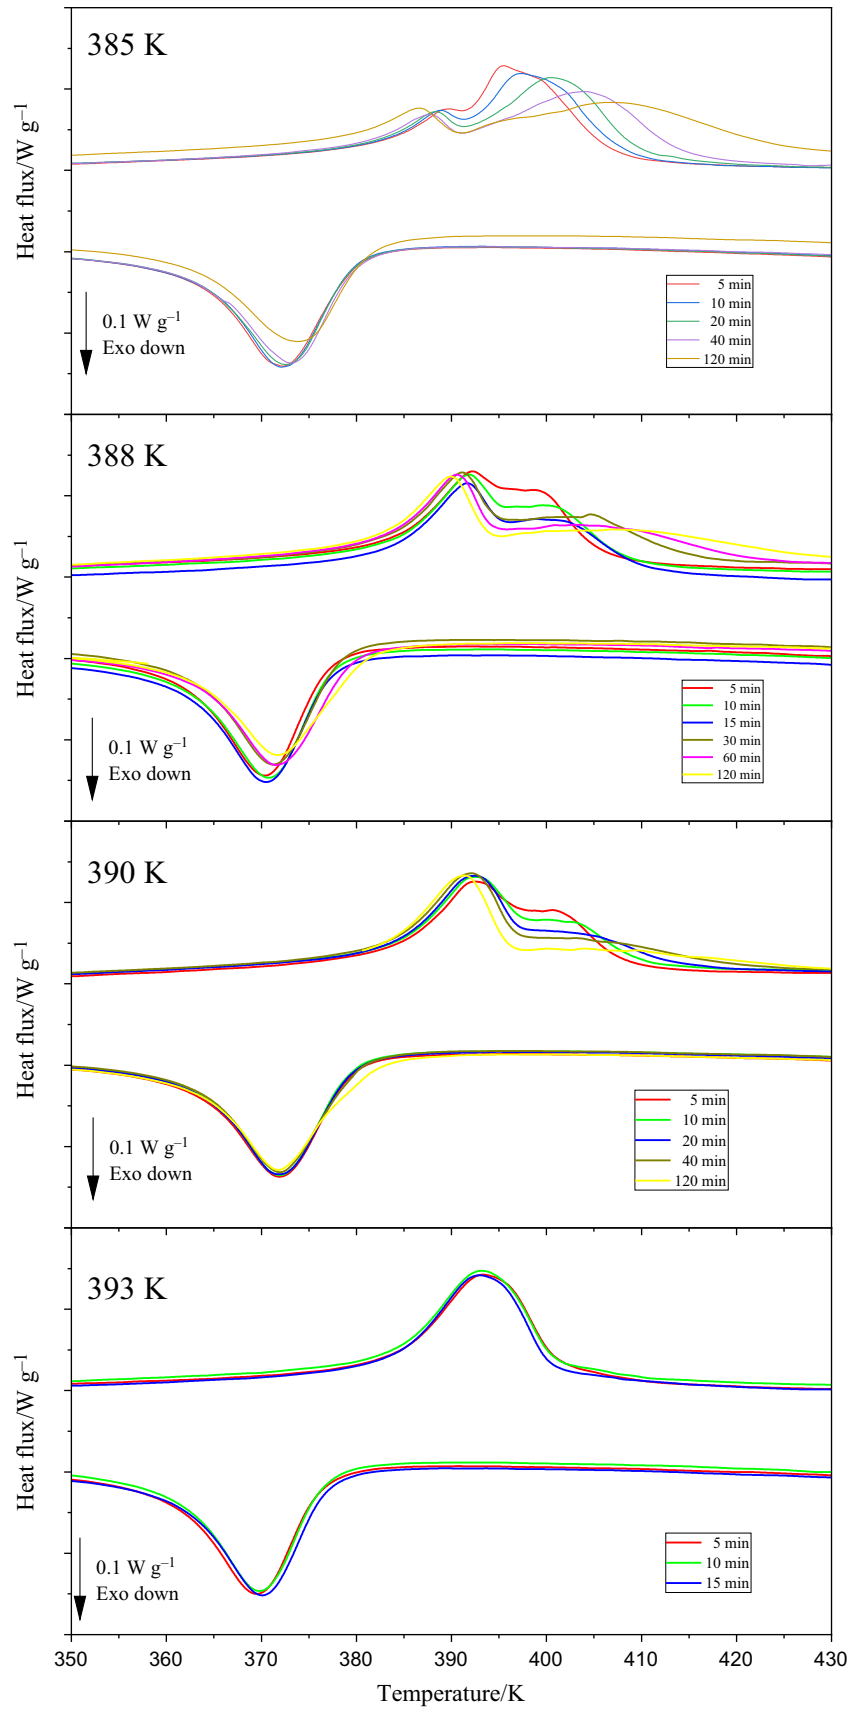 385 K
Heat flux/W g⁻¹
0.1 W g⁻¹
Exo down
5 min
10 min
20 min
40 min
120 min
388 K
Heat flux/W g⁻¹
0.1 W g⁻¹
Exo down
5 min
10 min
15 min
30 min
60 min
120 min
390 K
Heat flux/W g⁻¹
0.1 W g⁻¹
Exo down
5 min
10 min
20 min
40 min
120 min
393 K
Heat flux/W g⁻¹
0.1 W g⁻¹
Exo down
5 min
10 min
15 min
350 360 370 380 390 400 410 420 430
Temperature/K